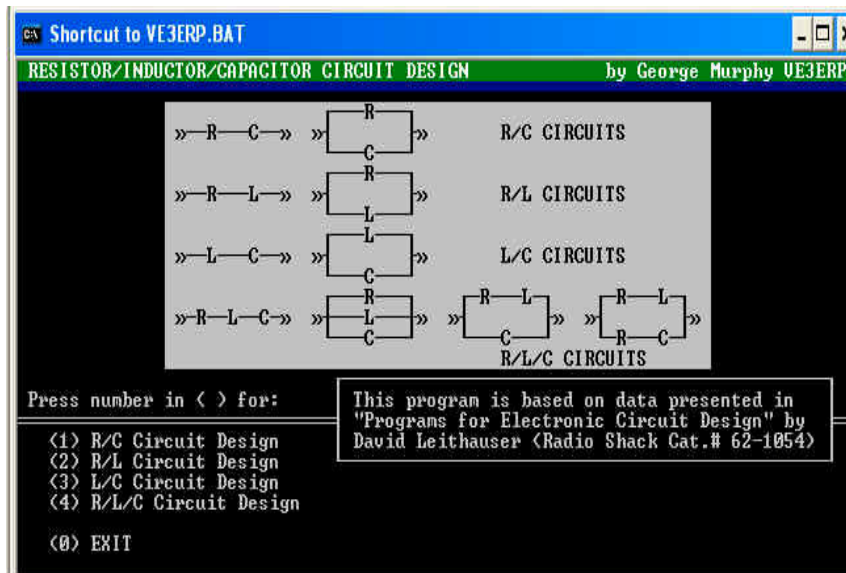 Shortcut to VE3ERP.BAT
RESISTOR/INDUCTOR/CAPACITOR CIRCUIT DESIGN by George Murphy VE3ERP
R
»—R—C—» » » R/C CIRCUITS
C
R
»—R—L—» » » R/L CIRCUITS
L
L
»—L—C—» » » L/C CIRCUITS
C
R R L R L
»—R—L—C—» » L » » » » »
C C R C
R/L/C CIRCUITS
Press number in ( ) for:
This program is based on data presented in
"Programs for Electronic Circuit Design" by
David Leithauser (Radio Shack Cat.# 62-1054)
(1) R/C Circuit Design
(2) R/L Circuit Design
(3) L/C Circuit Design
(4) R/L/C Circuit Design
(0) EXIT